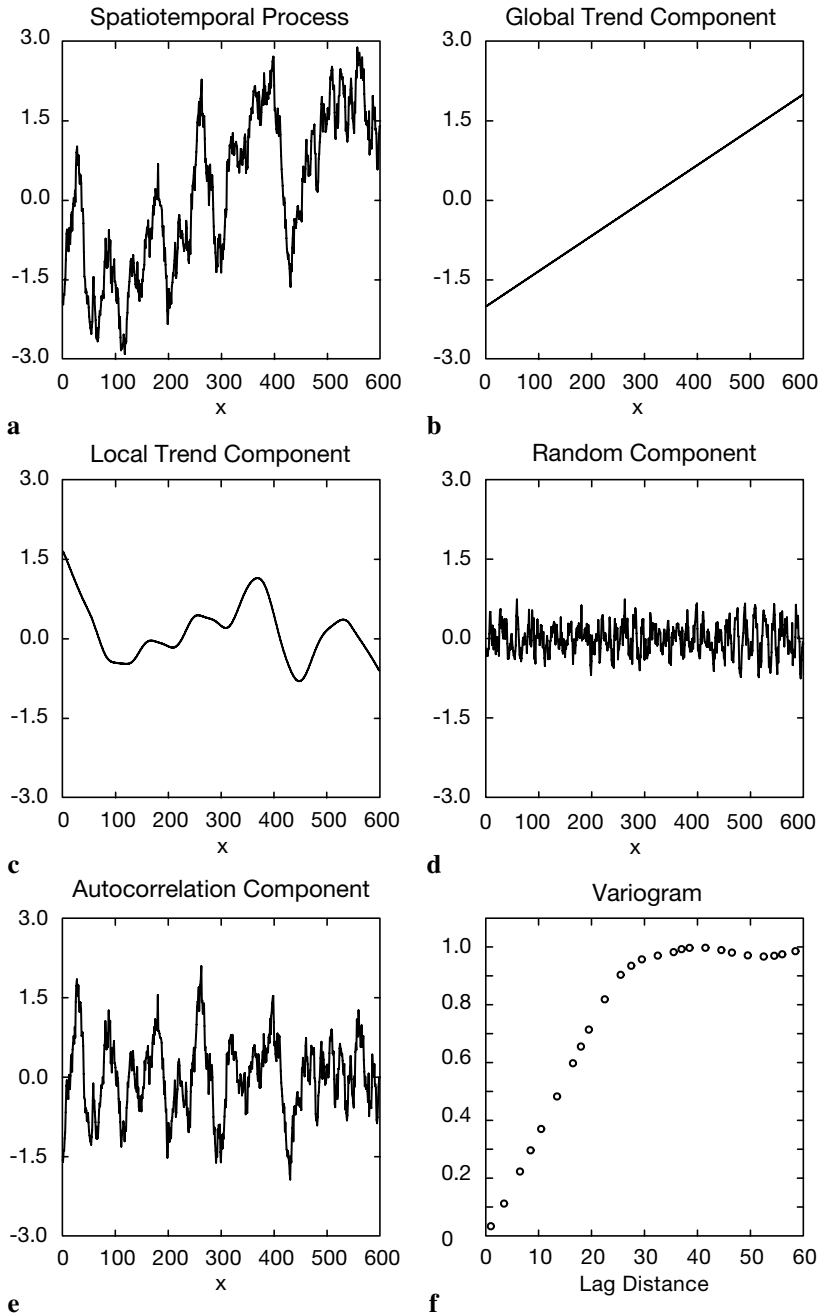 Spatiotemporal Process
3.0
1.5
0.0
-1.5
-3.0
0 100 200 300 400 500 600
x
a
Global Trend Component
3.0
1.5
0.0
-1.5
-3.0
0 100 200 300 400 500 600
x
b
Local Trend Component
3.0
1.5
0.0
-1.5
-3.0
0 100 200 300 400 500 600
x
c
Random Component
3.0
1.5
0.0
-1.5
-3.0
0 100 200 300 400 500 600
x
d
Autocorrelation Component
3.0
1.5
0.0
-1.5
-3.0
0 100 200 300 400 500 600
x
e
Variogram
1.0
0.8
0.6
0.4
0.2
0
0 10 20 30 40 50 60
Lag Distance
f